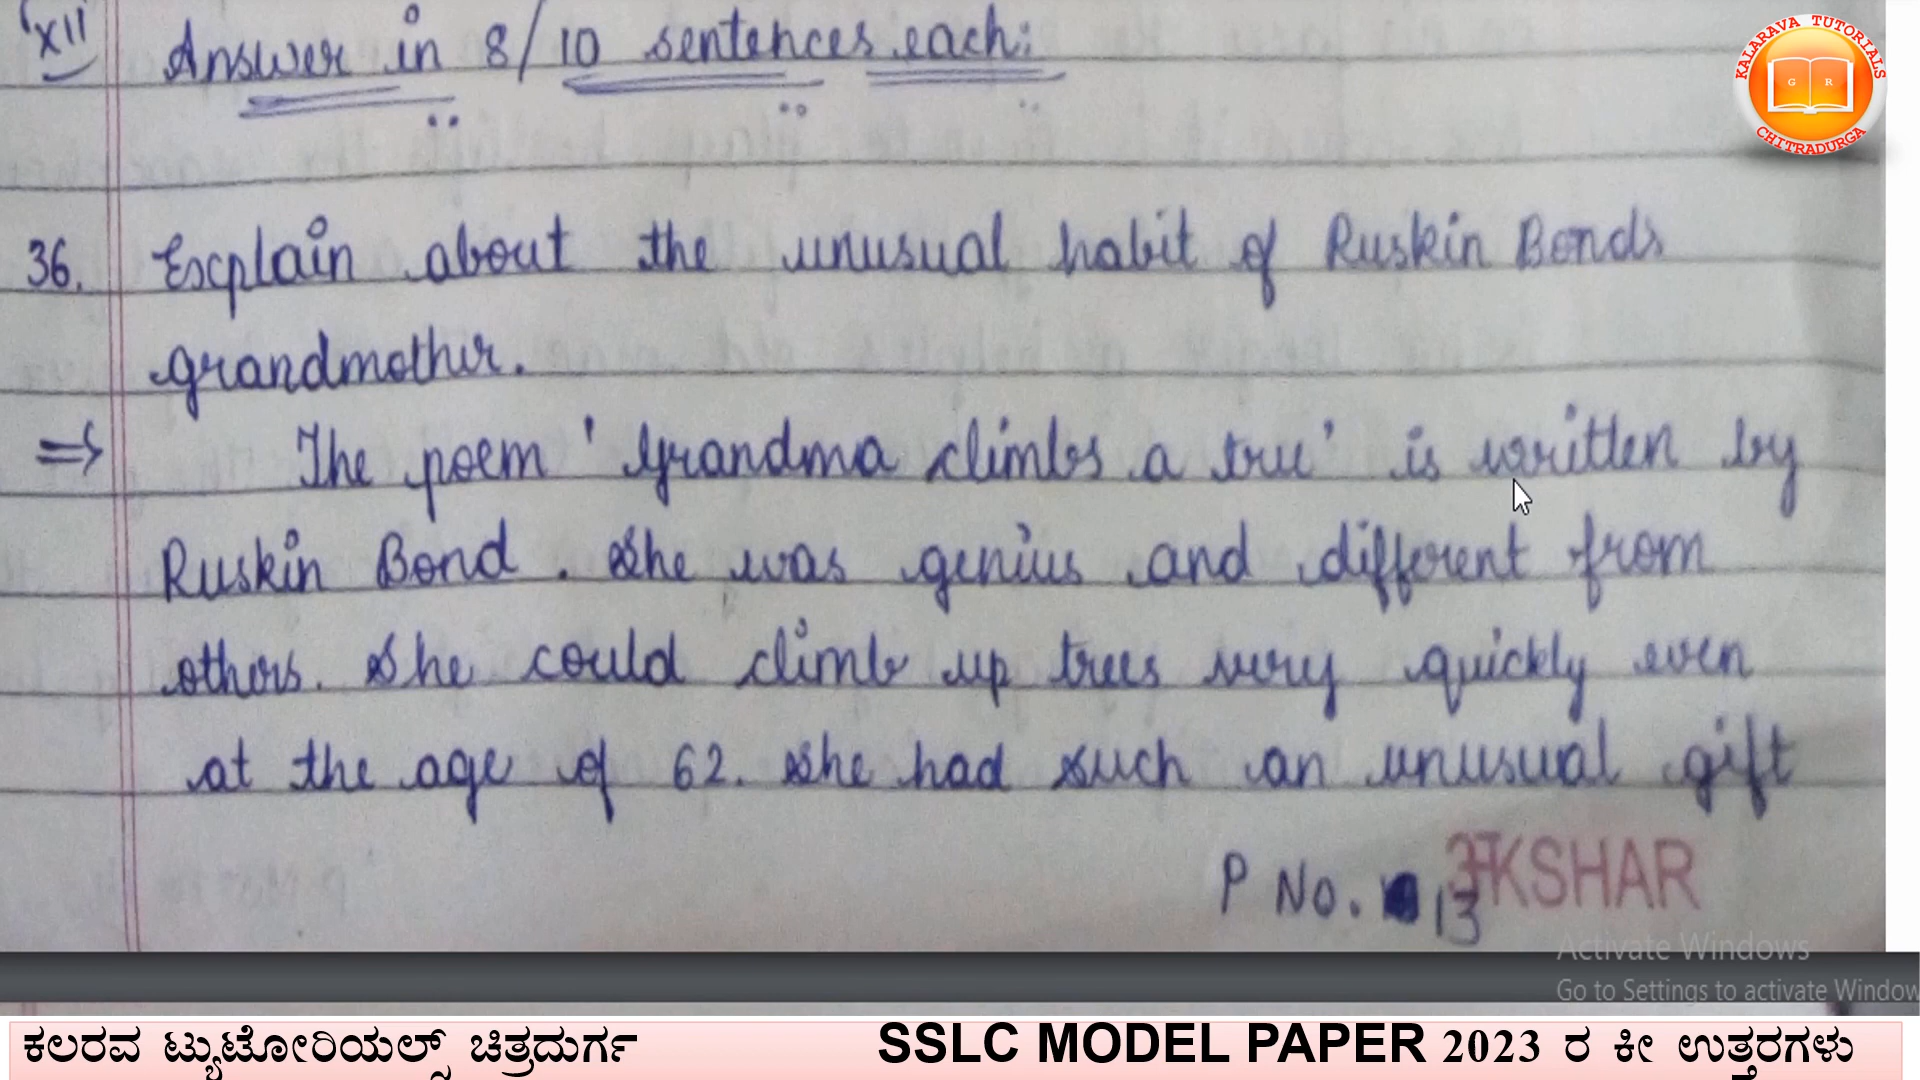 XII Answer in 8/10 sentences each:
KALARAVA TUTORIALS
G R
CHITRADURGA
36. Explain about the unusual habit of Ruskin Bonds
grandmother.
⇒ The poem 'Grandma climbs a tree' is written by
Ruskin Bond. She was genius and different from
others. She could climb up trees very quickly even
at the age of 62. She had such an unusual gift
P No. 13
अKSHAR
Activate Windows
Go to Settings to activate Window
ಕಲರವ ಟ್ಯುಟೋರಿಯಲ್ಸ್ ಚಿತ್ರದುರ್ಗ SSLC MODEL PAPER 2023 ರ ಕೀ ಉತ್ತರಗಳು